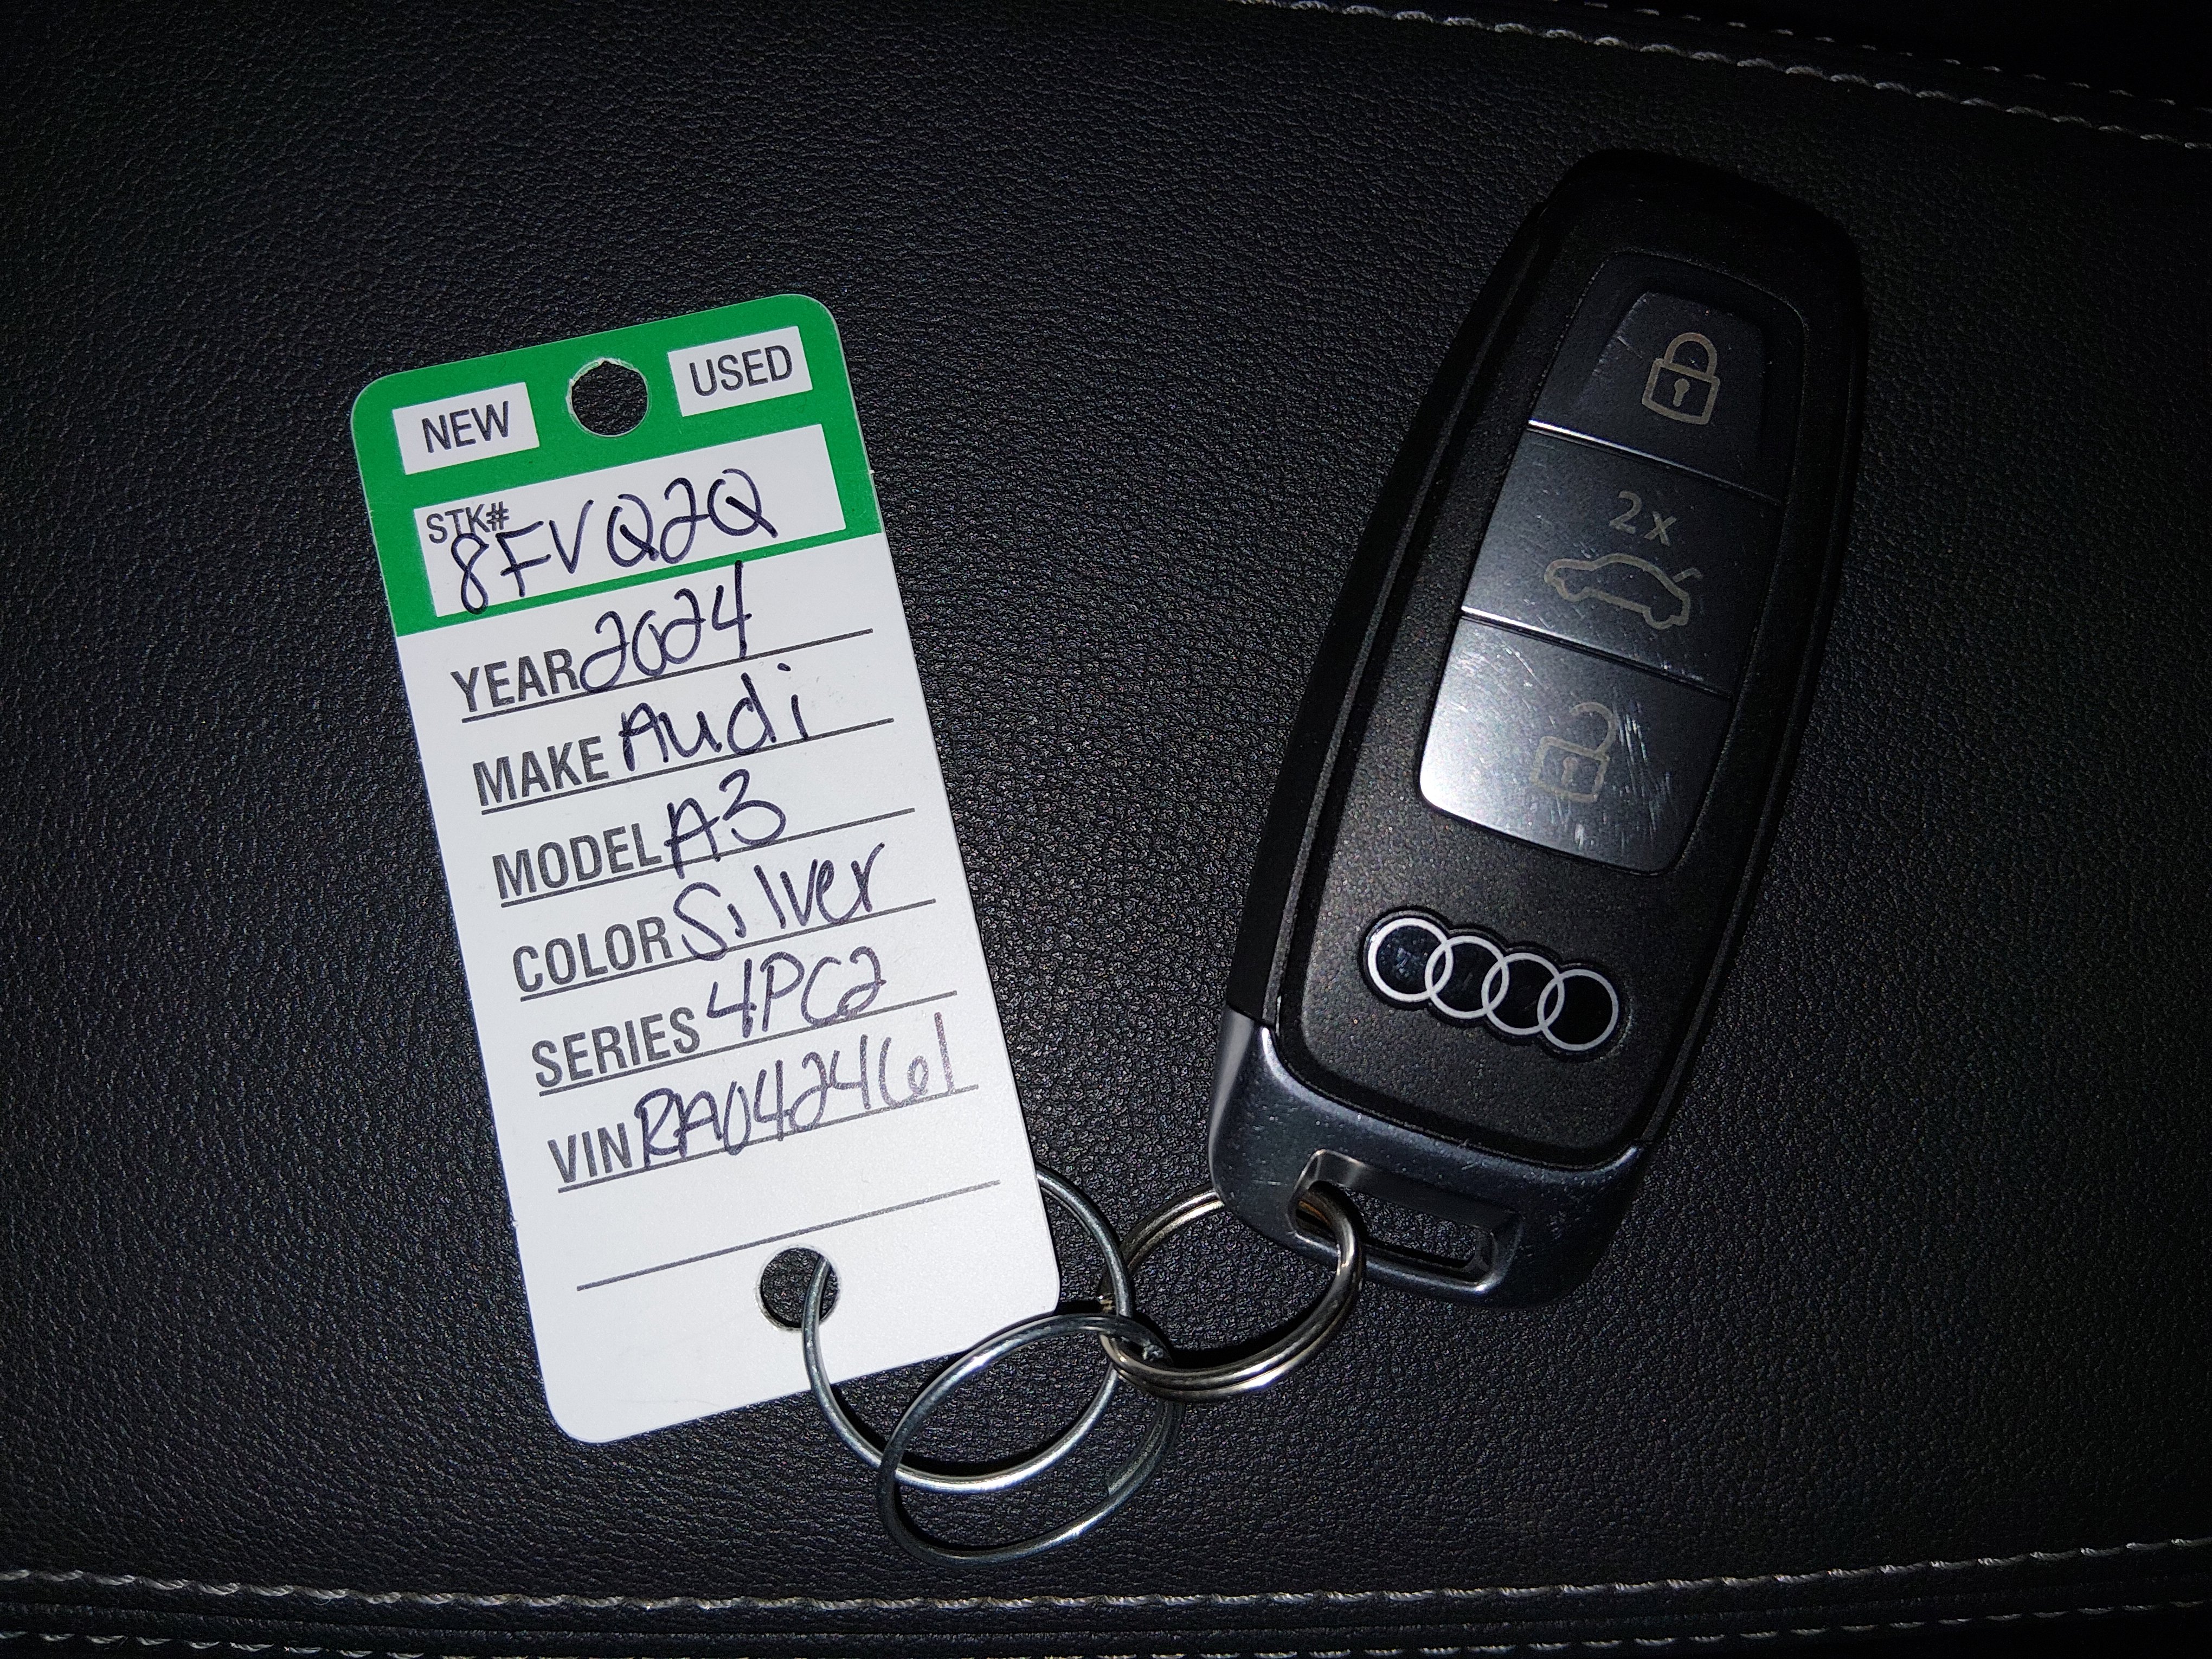 NEW USED
STK# 8FVQ2Q
YEAR 2024
MAKE Audi
MODEL A3
COLOR Silver
SERIES 4PC2
VIN RA042461
2x